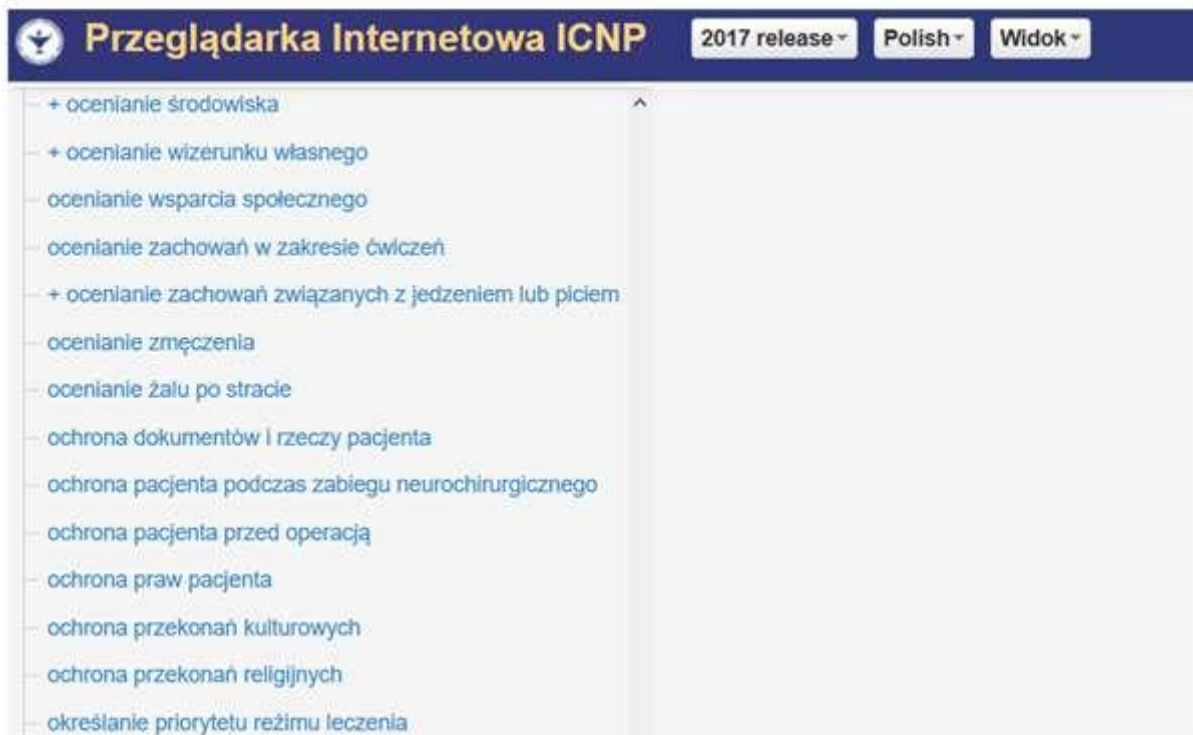 Przeglądarka Internetowa ICNP 2017 release Polish Widok
+ ocenianie środowiska
+ ocenianie wizerunku własnego
ocenianie wsparcia społecznego
ocenianie zachowań w zakresie ćwiczeń
+ ocenianie zachowań związanych z jedzeniem lub piciem
ocenianie zmęczenia
ocenianie żalu po stracie
ochrona dokumentów i rzeczy pacjenta
ochrona pacjenta podczas zabiegu neurochirurgicznego
ochrona pacjenta przed operacją
ochrona praw pacjenta
ochrona przekonań kulturowych
ochrona przekonań religijnych
określanie priorytetu reżimu leczenia